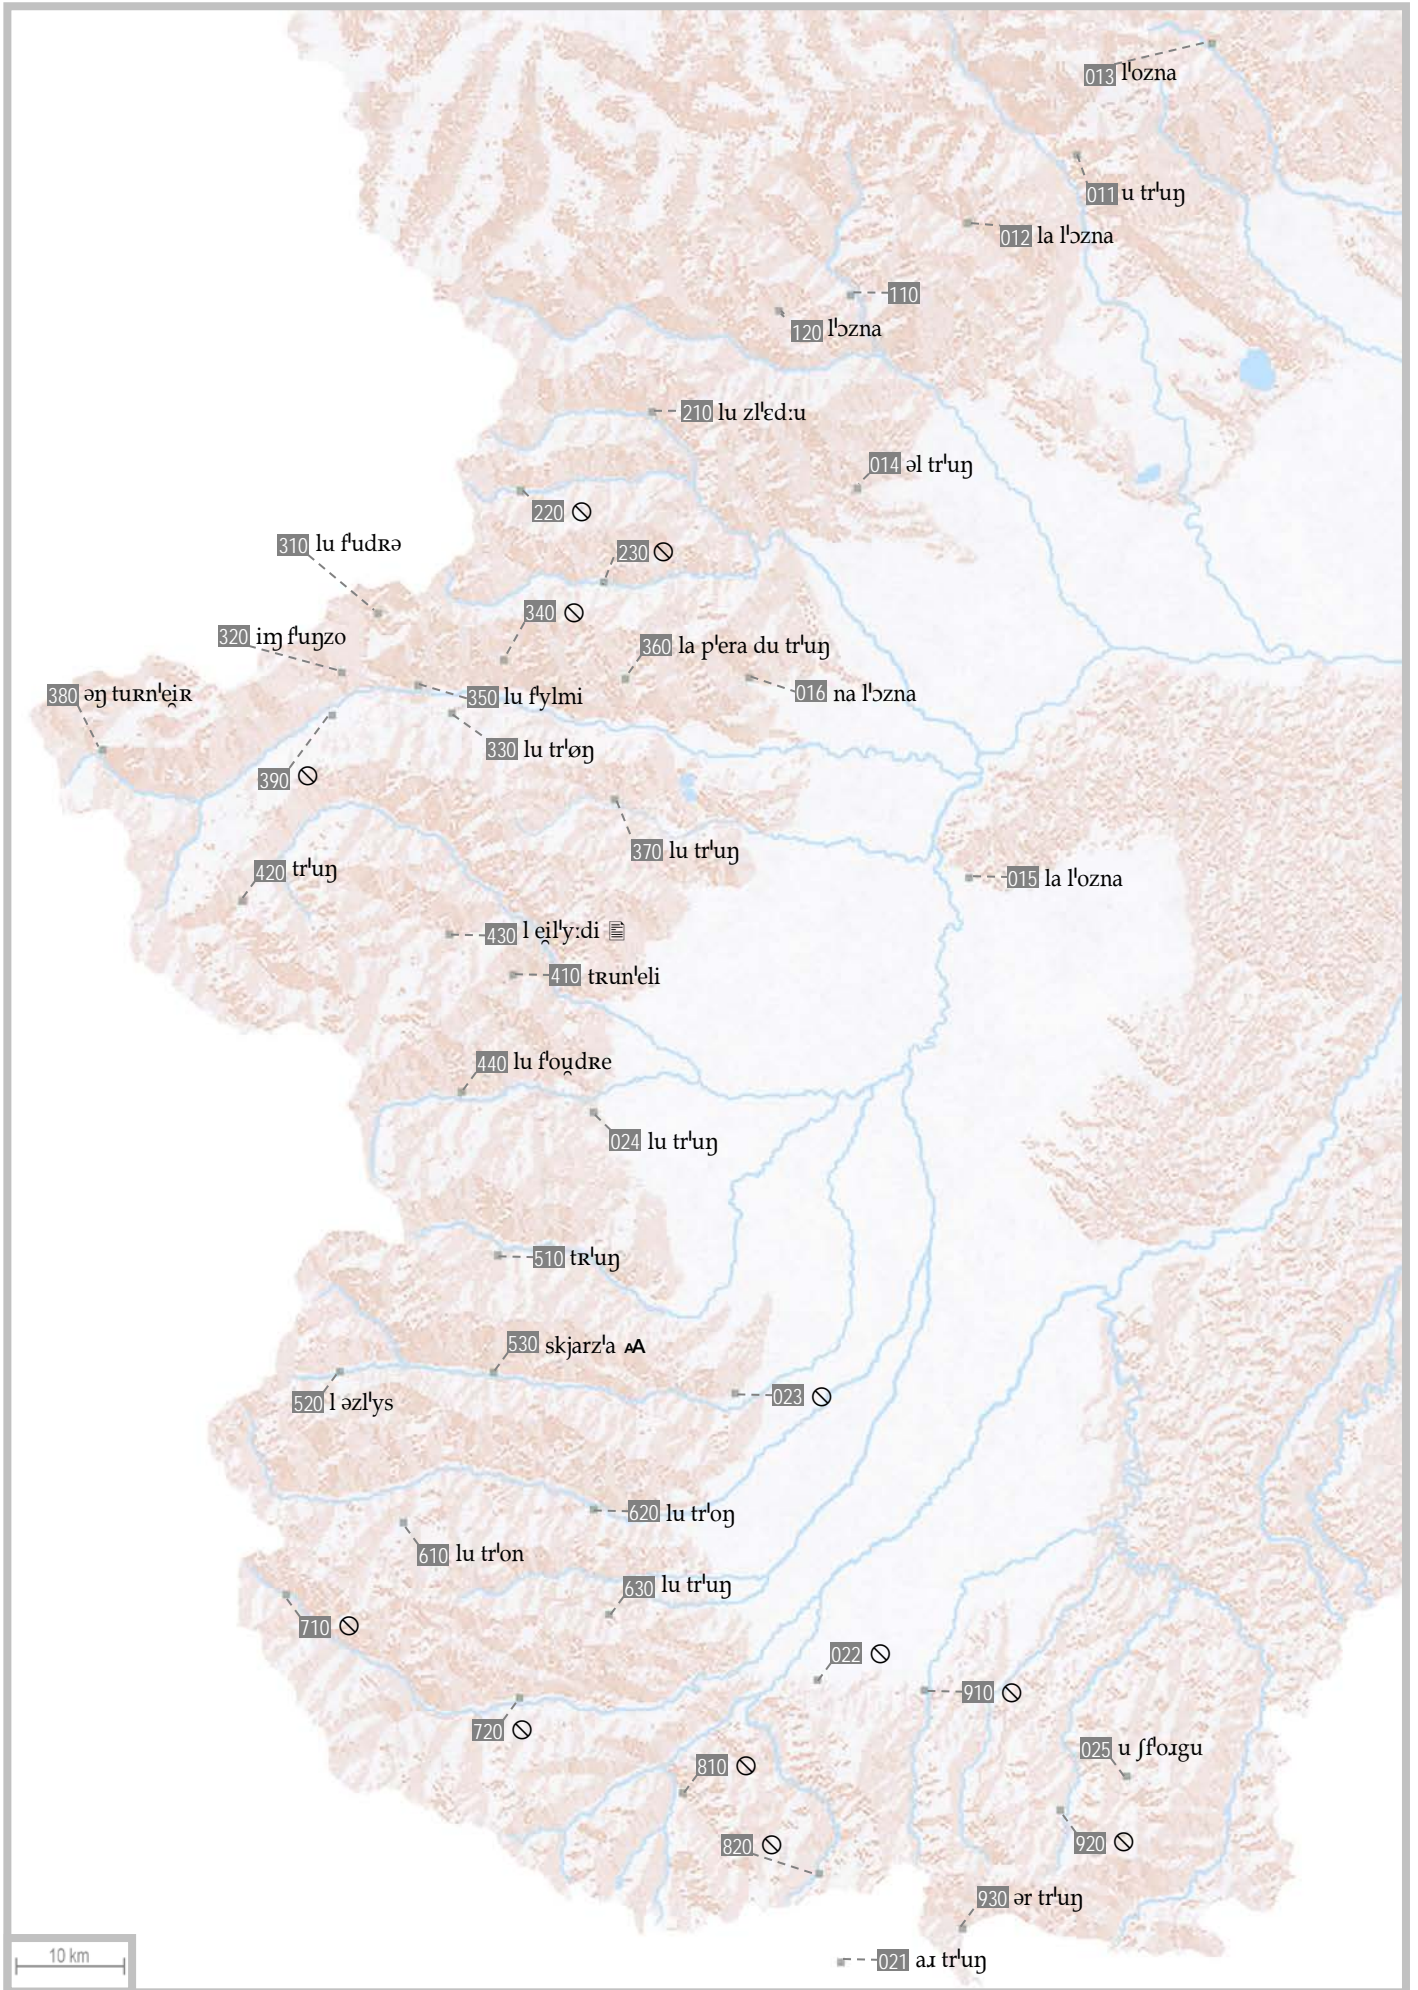 013 lˈozna
011 u trˈuŋ
012 la lˈɔzna
110
120 lˈɔzna
210 lu zlˈɛdːu
014 əl trˈuŋ
220
310 lu fˈudʀə
230
340
320 iɱ fˈuŋzo
360 la pˈera du trˈuŋ
380 əŋ tuʀnˈei̯ʀ
350 lu fˈylmi
016 na lˈɔzna
330 lu trˈøŋ
390
370 lu trˈuŋ
420 trˈuŋ
015 la lˈozna
430 l ei̯lˈyːdi
410 tʀunˈeli
440 lu fˈou̯dʀe
024 lu trˈuŋ
510 tʀˈuŋ
530 skjarzˈa AA
023
520 l əzlˈys
620 lu trˈoŋ
610 lu trˈon
630 lu trˈuŋ
710
022
910
720
025 u ʃfˈoɹgu
810
920
820
930 ər trˈuŋ
10 km
021 aɹ trˈuŋ